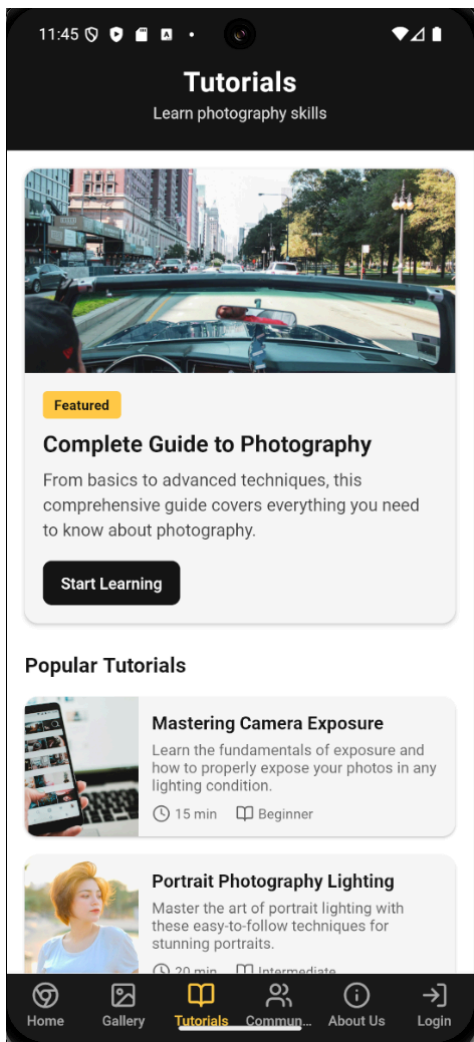 11:45
Tutorials
Learn photography skills
Featured
Complete Guide to Photography
From basics to advanced techniques, this
comprehensive guide covers everything you need
to know about photography.
Start Learning
Popular Tutorials
Mastering Camera Exposure
Learn the fundamentals of exposure and
how to properly expose your photos in any
lighting condition.
15 min Beginner
Portrait Photography Lighting
Master the art of portrait lighting with
these easy-to-follow techniques for
stunning portraits.
20 min Intermediate
Home Gallery Tutorials Commun... About Us Login